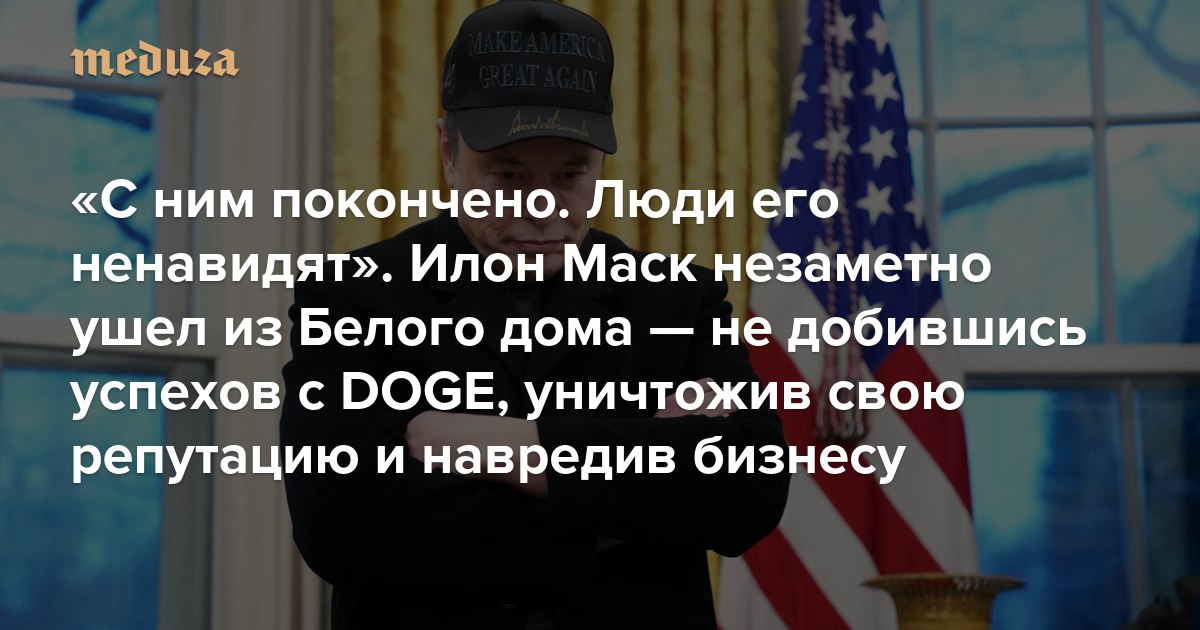 meduza
MAKE AMERICA
GREAT AGAIN
«С ним покончено. Люди его
ненавидят». Илон Маск незаметно
ушел из Белого дома — не добившись
успехов с DOGE, уничтожив свою
репутацию и навредив бизнесу